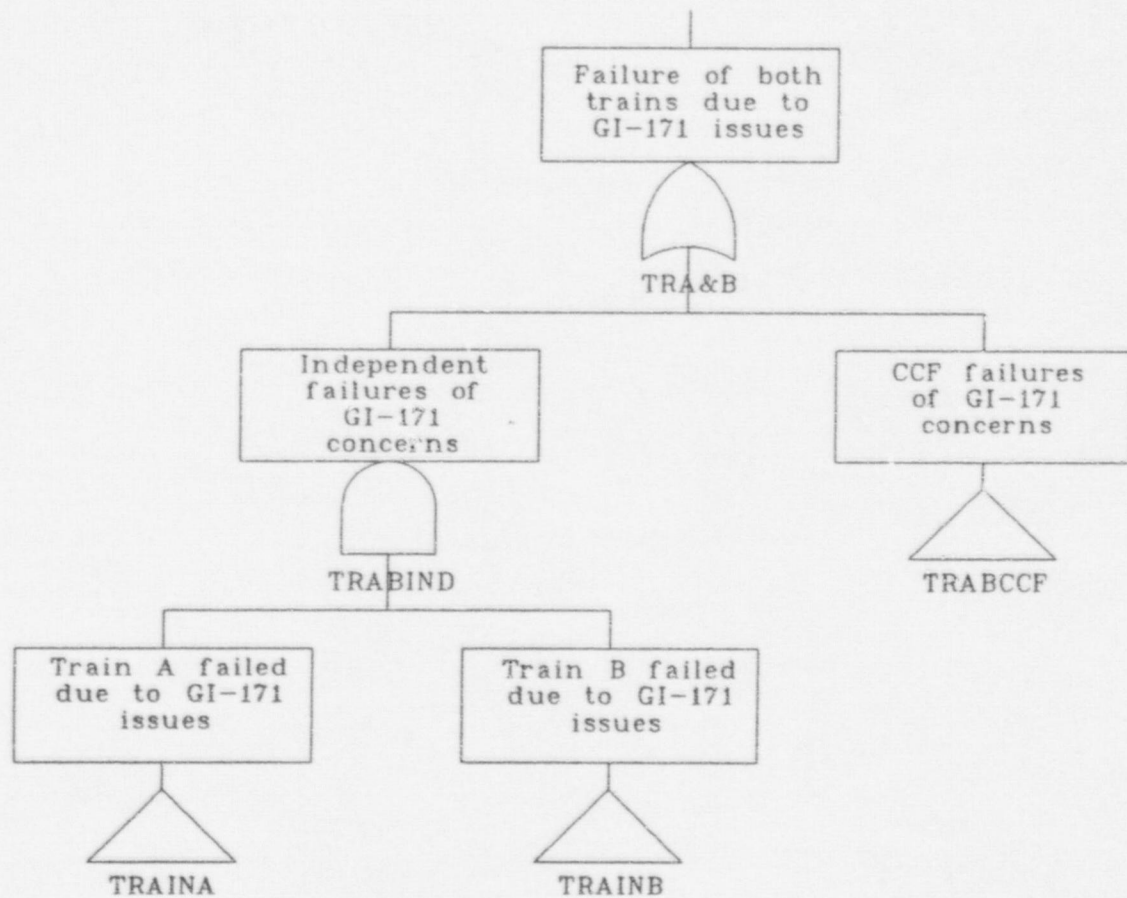 Failure of both
trains due to
GI-171 issues
TRA&B
Independent
failures of
GI-171
concerns
CCF failures
of GI-171
concerns
TRABIND
TRABCCF
Train A failed
due to GI-171
issues
Train B failed
due to GI-171
issues
TRAINA
TRAINB